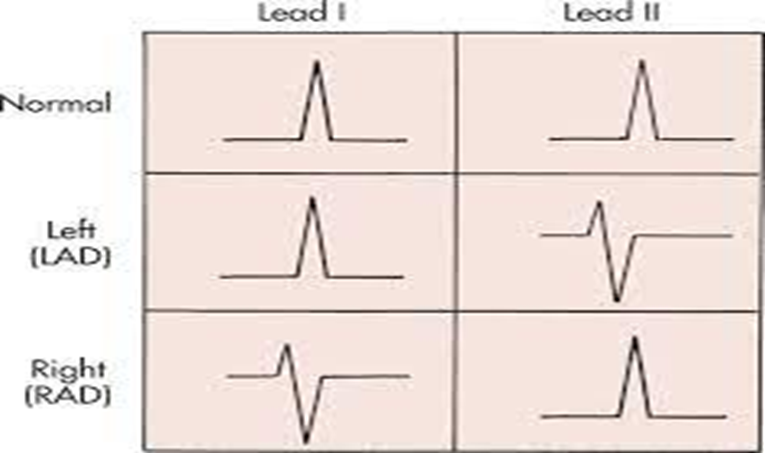 Lead I
Lead II
Normal
Left
(LAD)
Right
(RAD)